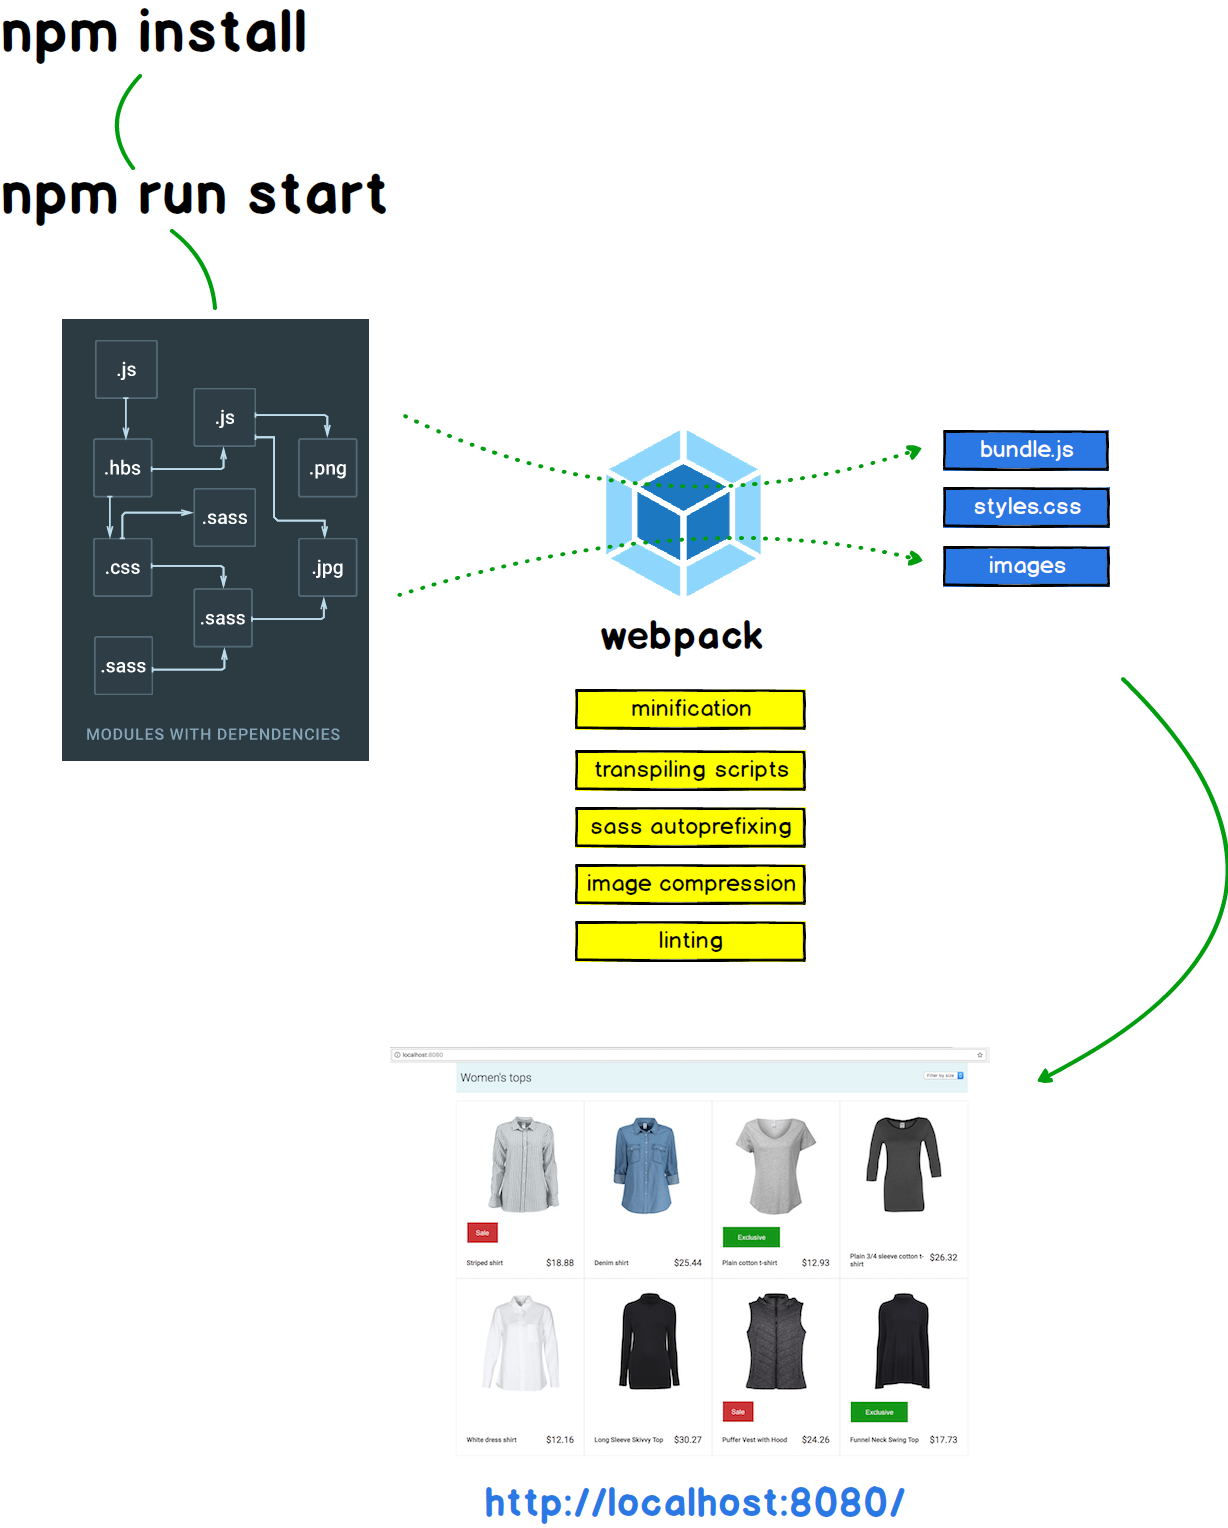 npm install
npm run start
.js
.js
.hbs
.png
.sass
.css
.jpg
.sass
.sass
MODULES WITH DEPENDENCIES
webpack
bundle.js
styles.css
images
minification
transpiling scripts
sass autoprefixing
image compression
linting
localhost:8080
Women's tops
Filter by size
Sale
Striped shirt $18.88
Denim shirt $25.44
Exclusive
Plain cotton t-shirt $12.93
Plain 3/4 sleeve cotton t- $26.32
shirt
White dress shirt $12.16
Long Sleeve Skivvy Top $30.27
Sale
Puffer Vest with Hood $24.26
Exclusive
Funnel Neck Swing Top $17.73
http://localhost:8080/